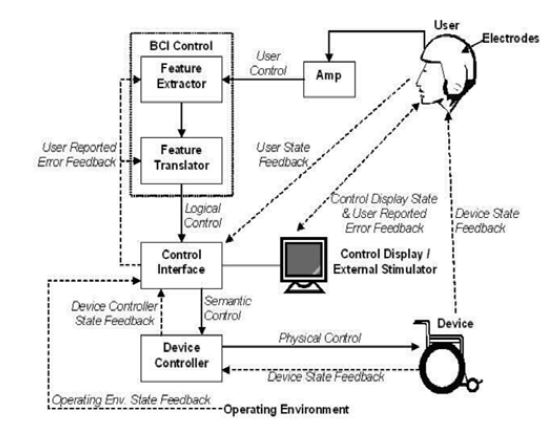 User
Electrodes
BCI Control
User
Control
Feature
Extractor
Amp
User Reported
Error Feedback
Feature
Translator
User State
Feedback
Logical
Control
Control Display State
& User Reported
Error Feedback
Device State
Feedback
Control
Interface
Control Display /
External Stimulator
Device Controller
State Feedback
Semantic
Control
Device
Device
Controller
Physical Control
Device State Feedback
Operating Env. State Feedback
Operating Environment